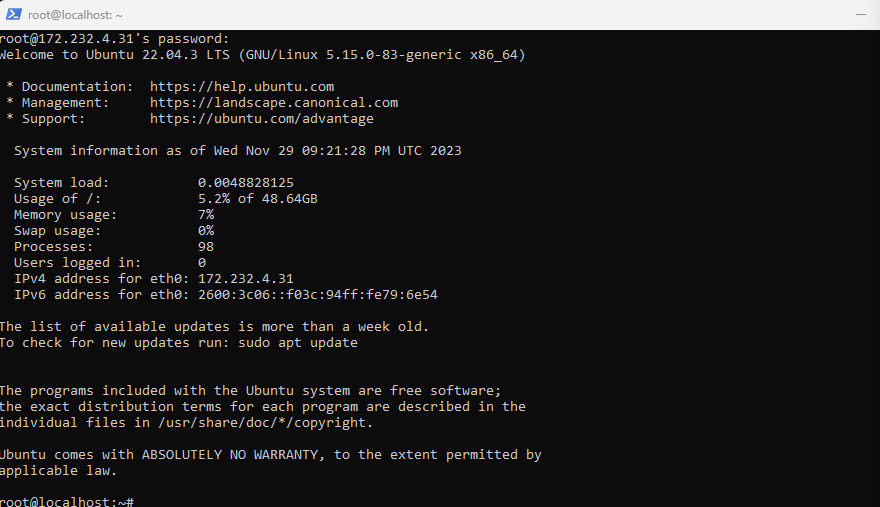 root@localhost: ~
root@172.232.4.31's password:
Welcome to Ubuntu 22.04.3 LTS (GNU/Linux 5.15.0-83-generic x86_64)
* Documentation:  https://help.ubuntu.com
* Management:     https://landscape.canonical.com
* Support:        https://ubuntu.com/advantage
System information as of Wed Nov 29 09:21:28 PM UTC 2023
System load:           0.0048828125
Usage of /:            5.2% of 48.64GB
Memory usage:          7%
Swap usage:            0%
Processes:             98
Users logged in:       0
IPv4 address for eth0: 172.232.4.31
IPv6 address for eth0: 2600:3c06::f03c:94ff:fe79:6e54
The list of available updates is more than a week old.
To check for new updates run: sudo apt update
The programs included with the Ubuntu system are free software;
the exact distribution terms for each program are described in the
individual files in /usr/share/doc/*/copyright.
Ubuntu comes with ABSOLUTELY NO WARRANTY, to the extent permitted by
applicable law.
root@localhost:~#